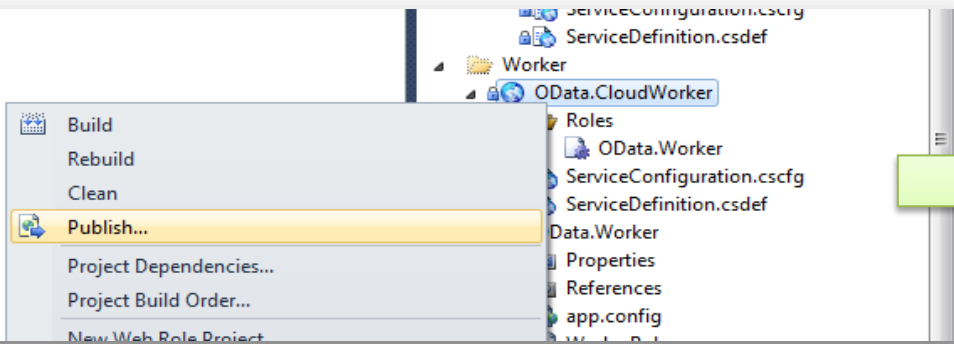 ServiceConfiguration.cscfg
ServiceDefinition.csdef
Worker
OData.CloudWorker
Roles
OData.Worker
ServiceConfiguration.cscfg
ServiceDefinition.csdef
Data.Worker
Properties
References
app.config
Build
Rebuild
Clean
Publish...
Project Dependencies...
Project Build Order...
New Web Role Project